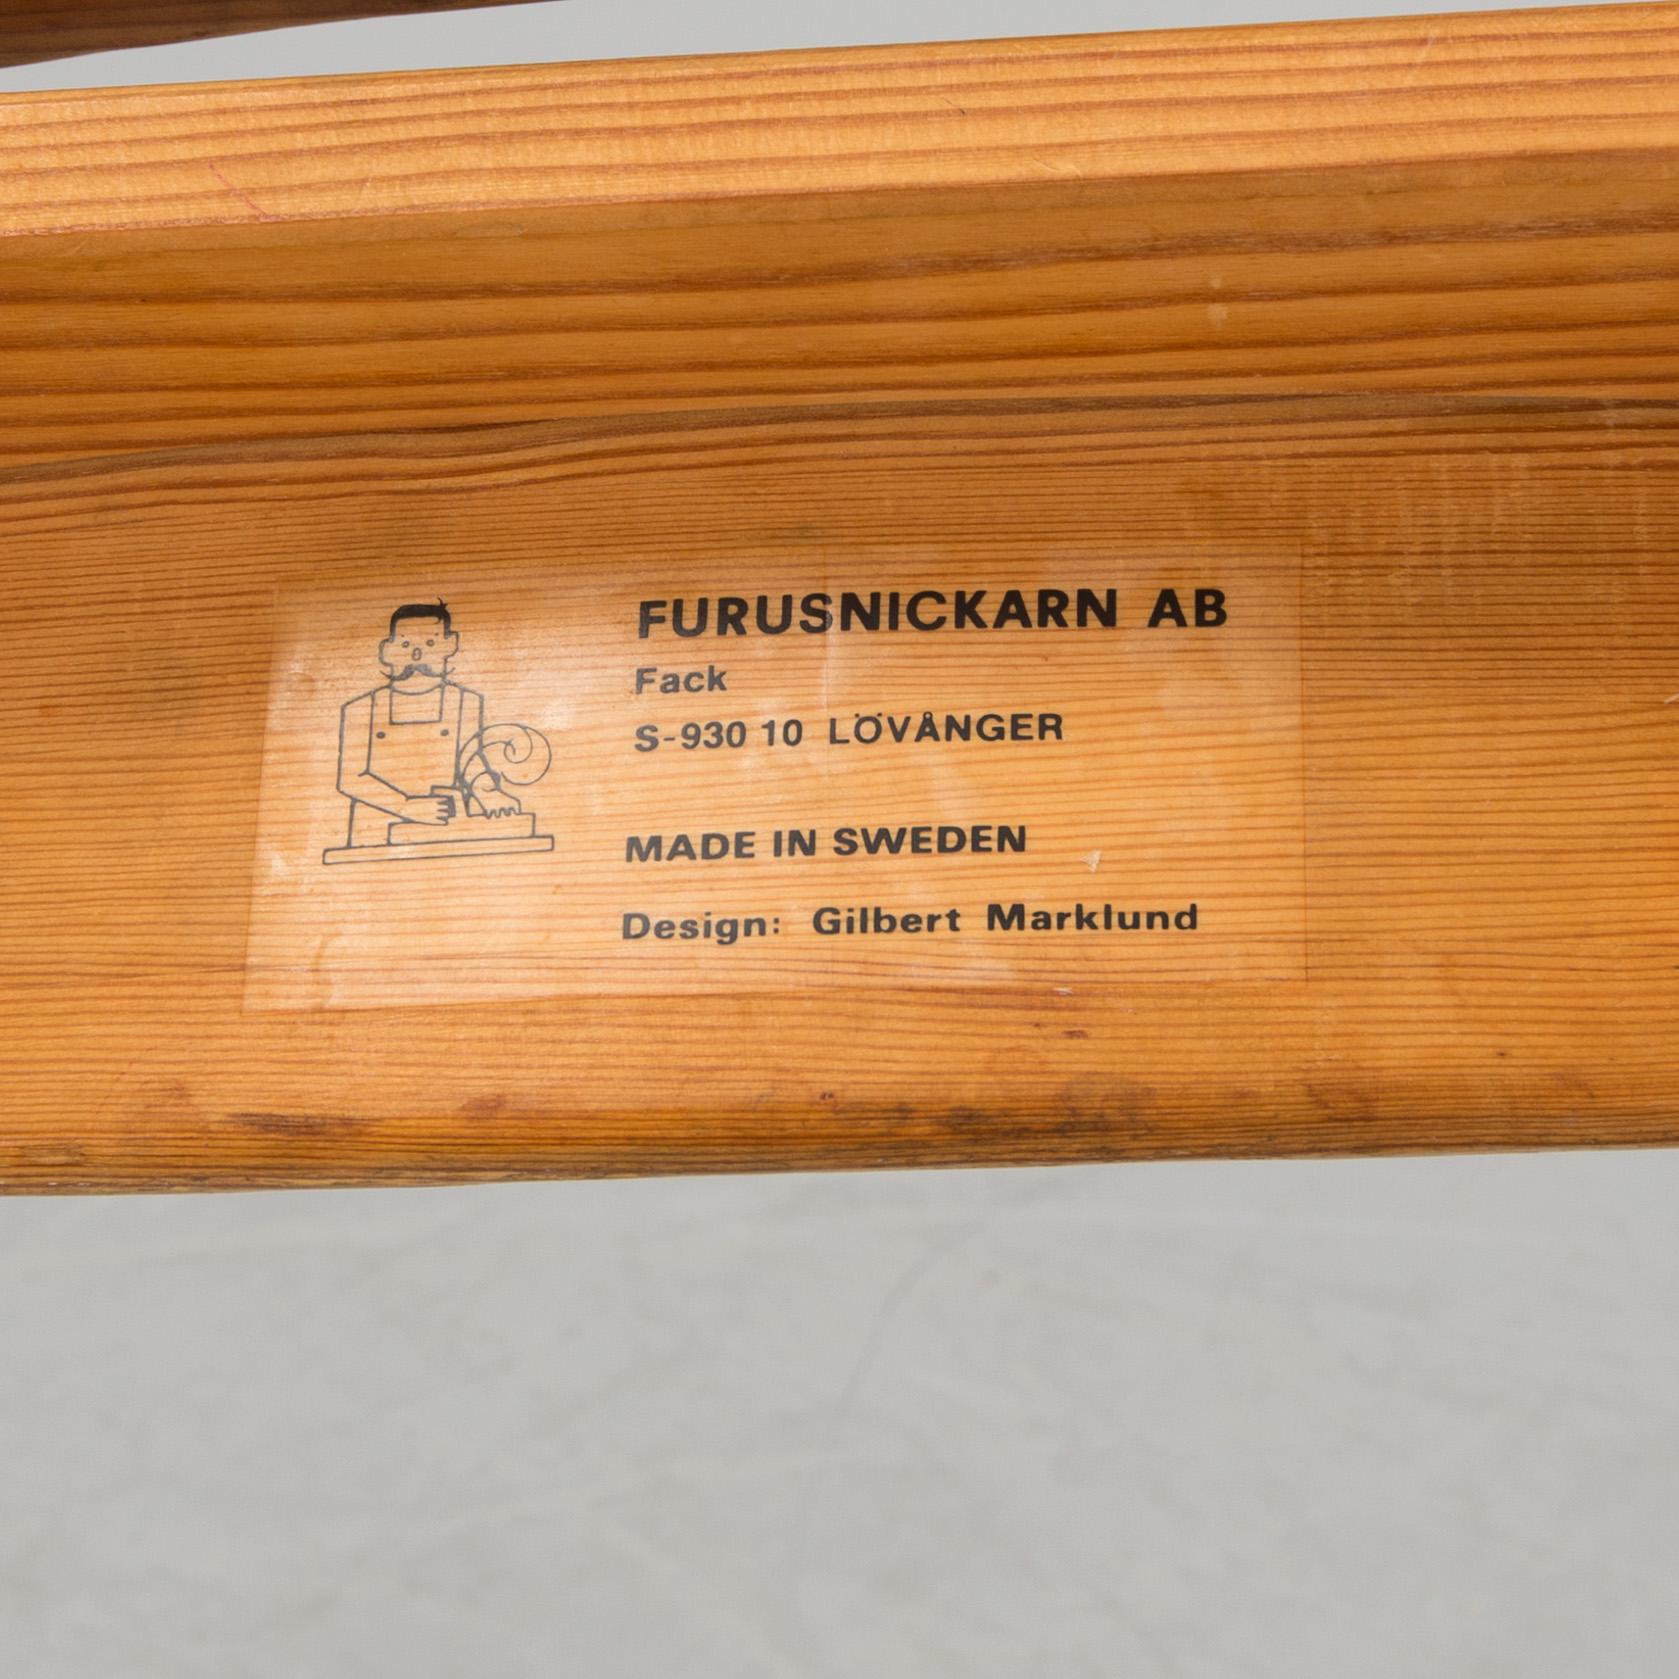 FURUSNICKARN AB
Fack
S-930 10 LÖVÅNGER
MADE IN SWEDEN
Design: Gilbert Marklund